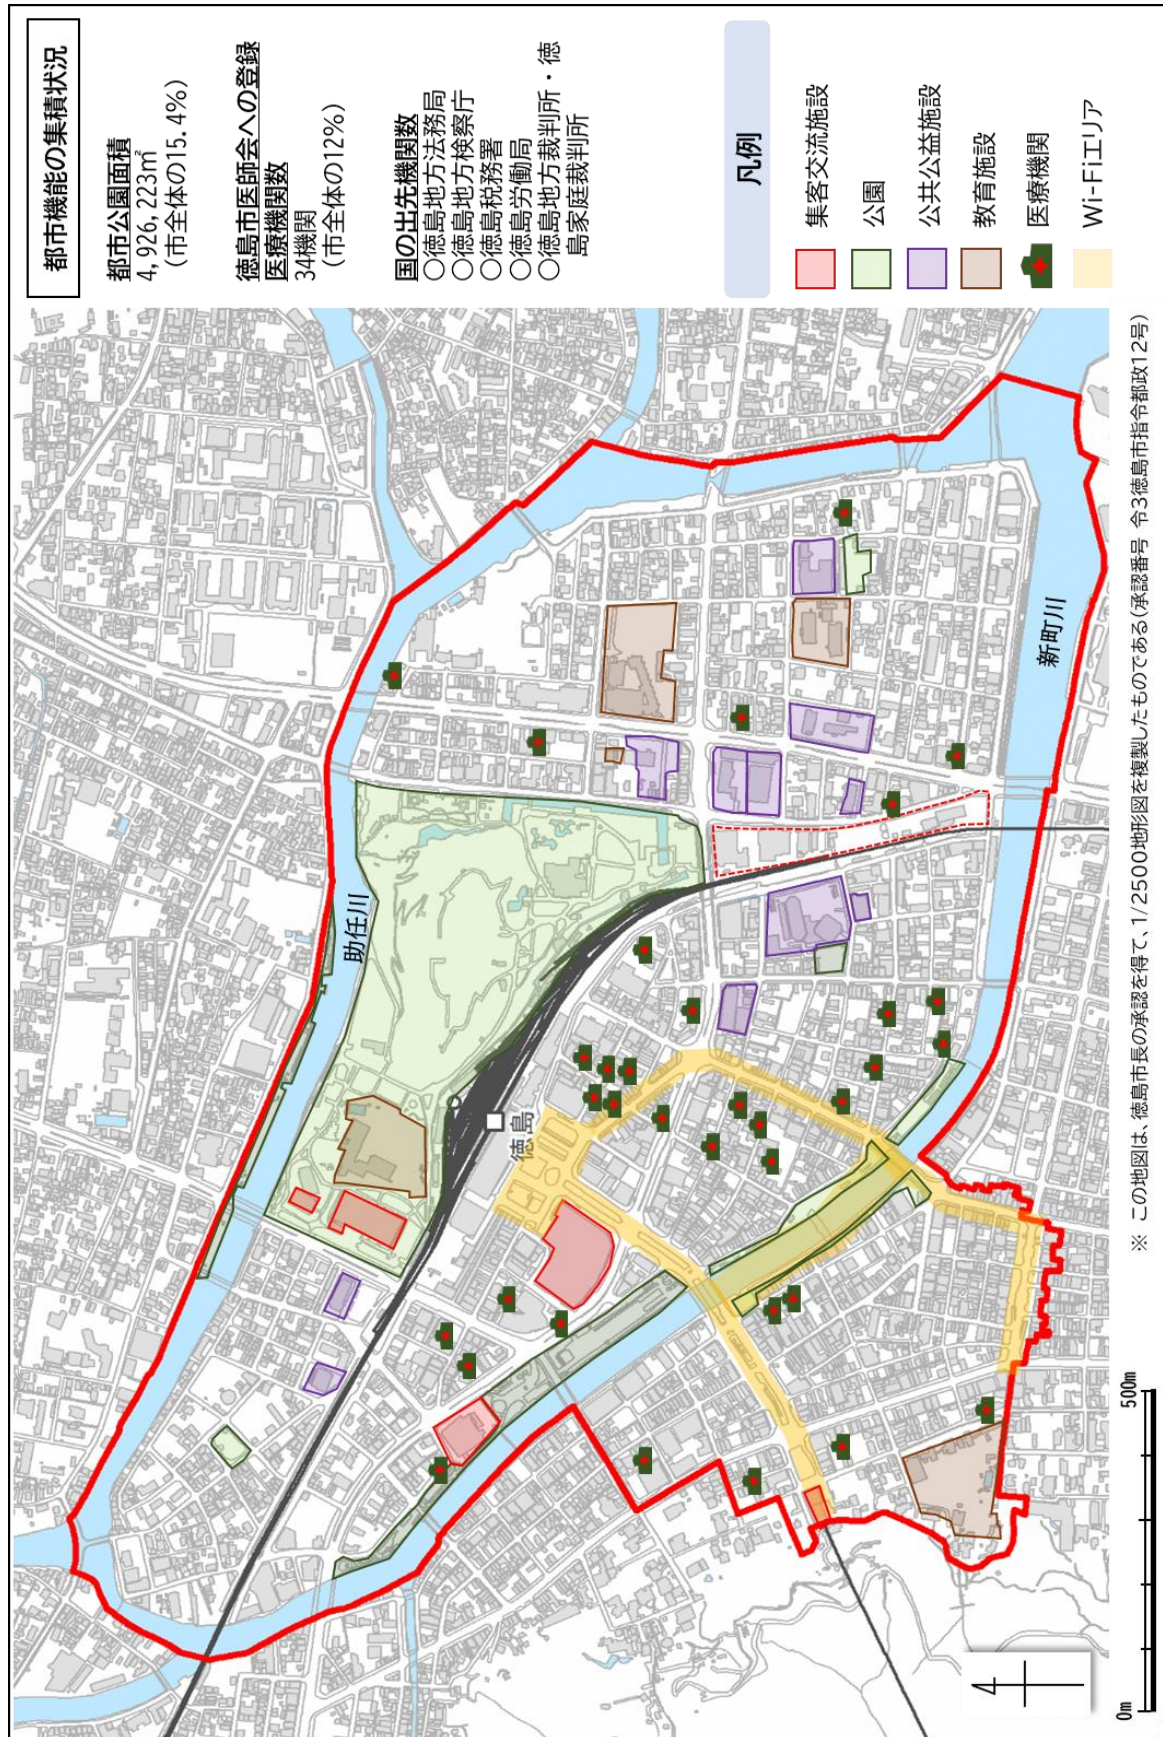 都市機能の集積状況
都市公園面積
4,926,223㎡
(市全体の15.4%)
徳島市医師会への登録
医療機関数
34機関
(市全体の12%)
国の出先機関数
○徳島地方法務局
○徳島地方検察庁
○徳島税務署
○徳島労働局
○徳島地方裁判所・徳
島家庭裁判所
凡例
集客交流施設
公園
公共公益施設
教育施設
医療機関
Wi-Fiエリア
助任川
徳島
新町川
4
0m
500m
※ この地図は、徳島市長の承認を得て、1/2500地形図を複製したものである(承認番号 令3徳島市指令都政12号)